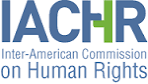 IACHR
Inter-American Commission
on Human Rights